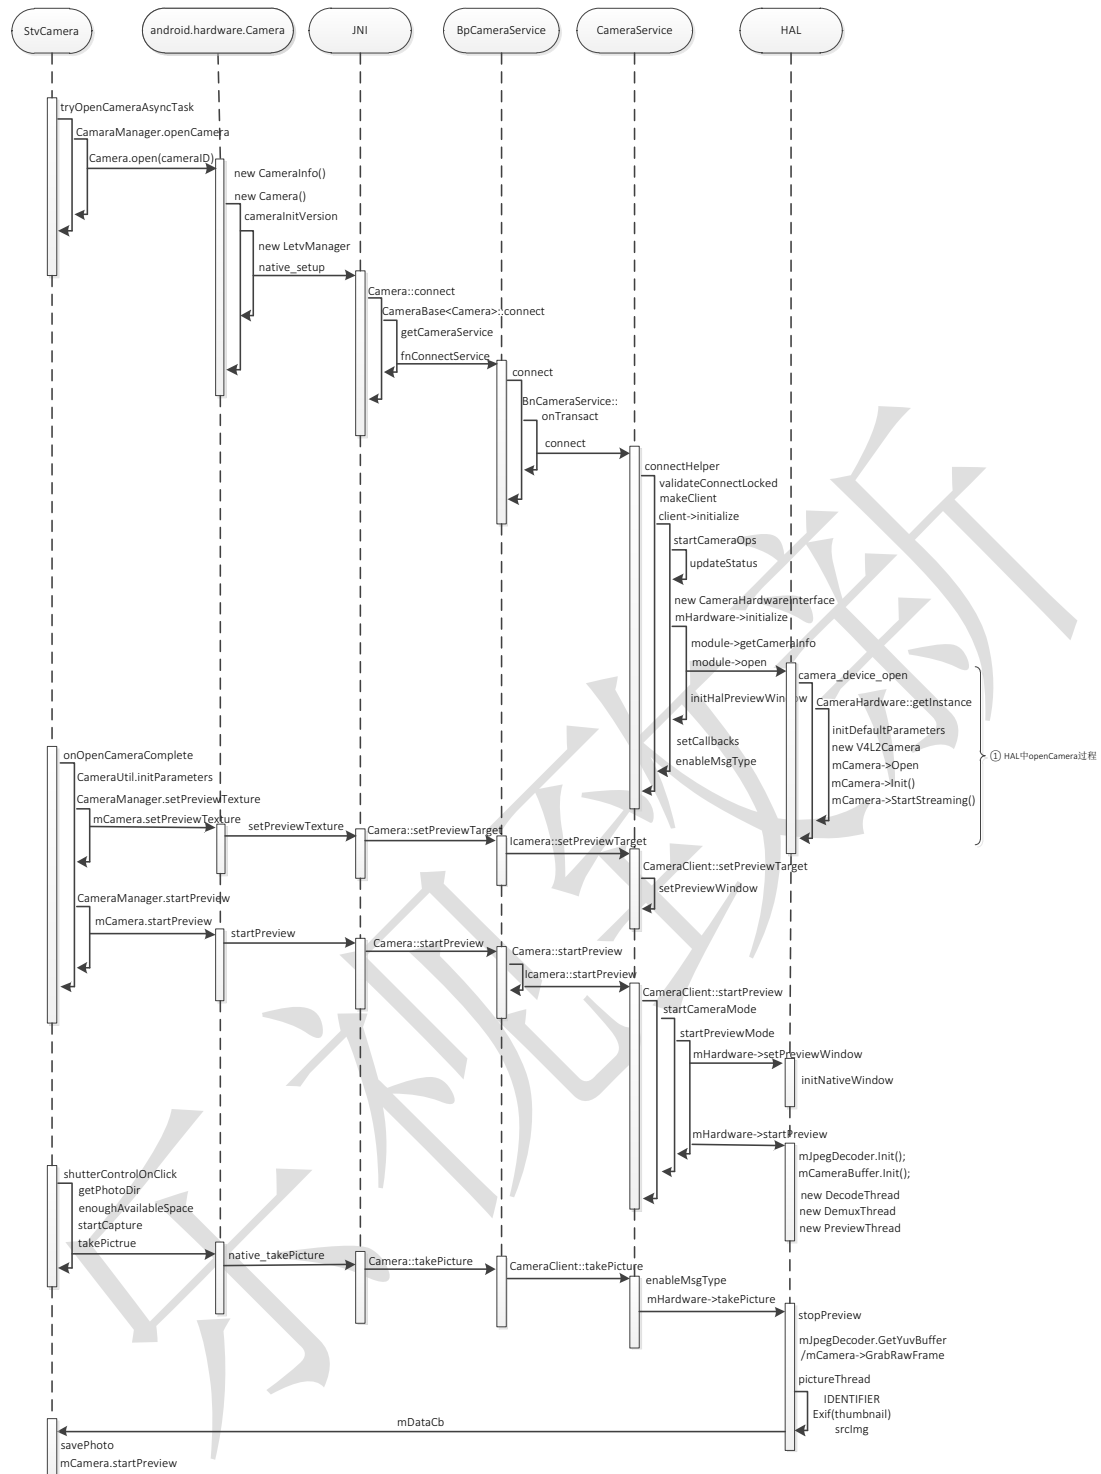 StvCamera
android.hardware.Camera
JNI
BpCameraService
CameraService
HAL
tryOpenCameraAsyncTask
CamaraManager.openCamera
Camera.open(cameraID)
new CameraInfo()
new Camera()
cameraInitVersion
new LetvManager
native_setup
Camera::connect
CameraBase<Camera>::connect
getCameraService
fnConnectService
connect
BnCameraService::
onTransact
connect
connectHelper
validateConnectLocked
makeClient
client->initialize
startCameraOps
updateStatus
new CameraHardwareInterface
mHardware->initialize
module->getCameraInfo
module->open
initHalPreviewWindow
setCallbacks
enableMsgType
camera_device_open
CameraHardware::getInstance
initDefaultParameters
new V4L2Camera
mCamera->Open
mCamera->Init()
mCamera->StartStreaming()
① HAL中openCamera过程
onOpenCameraComplete
CameraUtil.initParameters
CameraManager.setPreviewTexture
mCamera.setPreviewTexture
setPreviewTexture
Camera::setPreviewTarget
Icamera::setPreviewTarget
CameraClient::setPreviewTarget
setPreviewWindow
CameraManager.startPreview
mCamera.startPreview
startPreview
Camera::startPreview
Camera::startPreview
Icamera::startPreview
CameraClient::startPreview
startCameraMode
startPreviewMode
mHardware->setPreviewWindow
initNativeWindow
mHardware->startPreview
mJpegDecoder.Init();
mCameraBuffer.Init();
new DecodeThread
new DemuxThread
new PreviewThread
shutterControlOnClick
getPhotoDir
enoughAvailableSpace
startCapture
takePictrue
native_takePicture
Camera::takePicture
CameraClient::takePicture
enableMsgType
mHardware->takePicture
stopPreview
mJpegDecoder.GetYuvBuffer
/mCamera->GrabRawFrame
pictureThread
IDENTIFIER
Exif(thumbnail)
srcImg
mDataCb
savePhoto
mCamera.startPreview
乐视致新